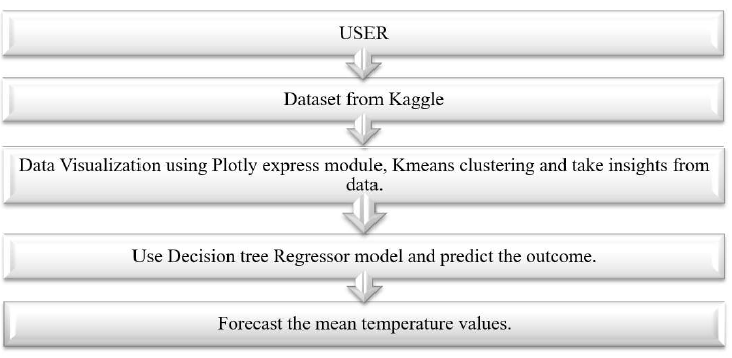 USER
Dataset from Kaggle
Data Visualization using Plotly express module, Kmeans clustering and take insights from
data.
Use Decision tree Regressor model and predict the outcome.
Forecast the mean temperature values.